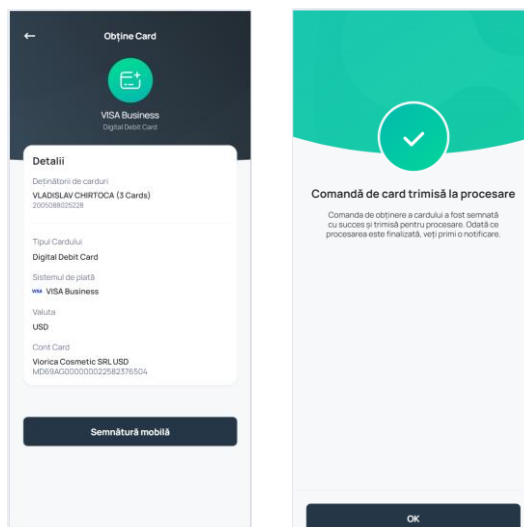 Obține Card
VISA Business
Digital Debit Card
Detalii
Deținătorii de carduri
VLADISLAV CHIRTOCA (3 Cards)
2005088025228
Tipul Cardului
Digital Debit Card
Sistemul de plată
VISA VISA Business
Valuta
USD
Cont Card
Viorica Cosmetic SRL USD
MD69AG000000022582376504
Semnătură mobilă
Comandă de card trimisă la procesare
Comanda de obținere a cardului a fost semnată
cu succes și trimisă pentru procesare. Odată ce
procesarea este finalizată, veți primi o notificare.
OK